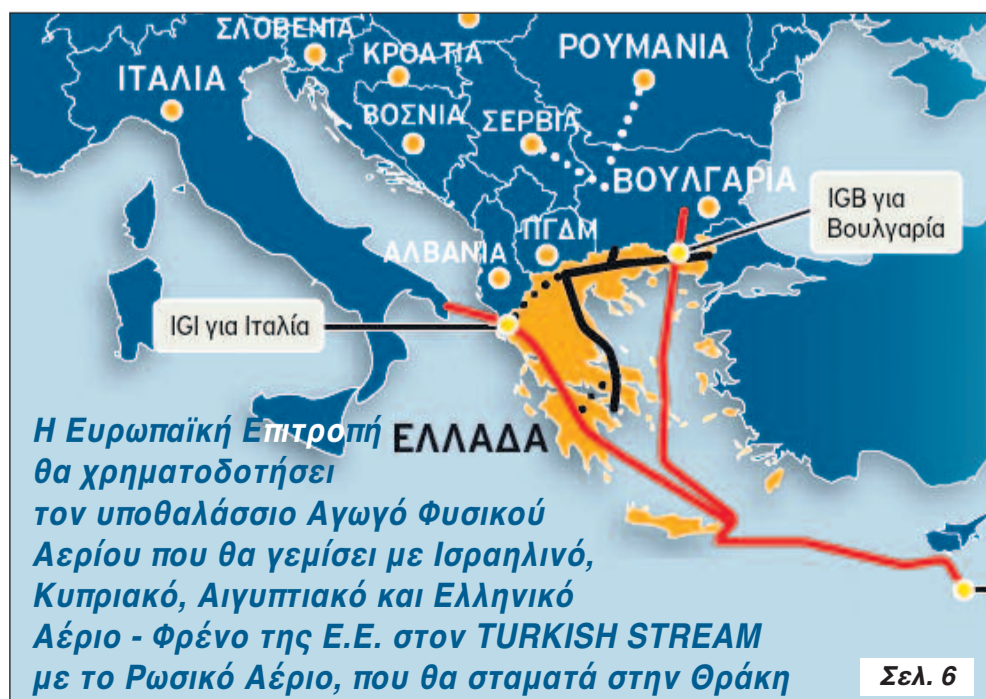 ΣΛΟΒΕΝΙΑ
ΚΡΟΑΤΙΑ
ΡΟΥΜΑΝΙΑ
ΙΤΑΛΙΑ
ΒΟΣΝΙΑ
ΣΕΡΒΙΑ
ΒΟΥΛΓΑΡΙΑ
IGB για
Βουλγαρία
ΠΓΔΜ
ΑΛΒΑΝΙΑ
IGI για Ιταλία
ΕΛΛΑΔΑ
Η Ευρωπαϊκή Επιτροπή
θα χρηματοδοτήσει
τον υποθαλάσσιο Αγωγό Φυσικού
Αερίου που θα γεμίσει με Ισραηλινό,
Κυπριακό, Αιγυπτιακό και Ελληνικό
Αέριο - Φρένο της Ε.Ε. στον TURKISH STREAM
με το Ρωσικό Αέριο, που θα σταματά στην Θράκη
Σελ. 6